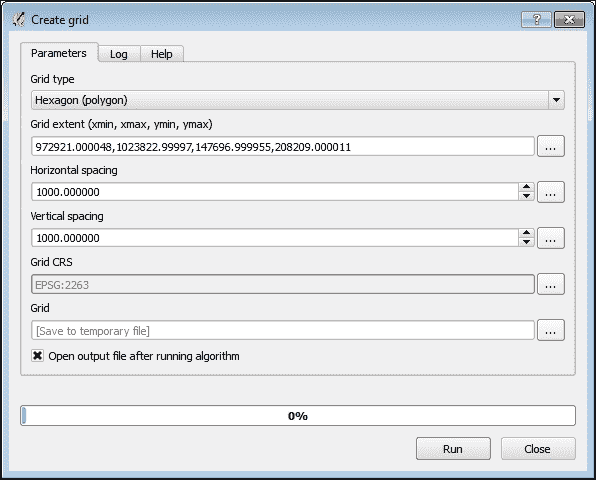 Create grid
?
Parameters Log Help
Grid type
Hexagon (polygon)
Grid extent (xmin, xmax, ymin, ymax)
972921.000048,1023822.99997,147696.999955,208209.000011 ...
Horizontal spacing
1000.000000 ...
Vertical spacing
1000.000000 ...
Grid CRS
EPSG:2263 ...
Grid
[Save to temporary file] ...
Open output file after running algorithm
0%
Run Close